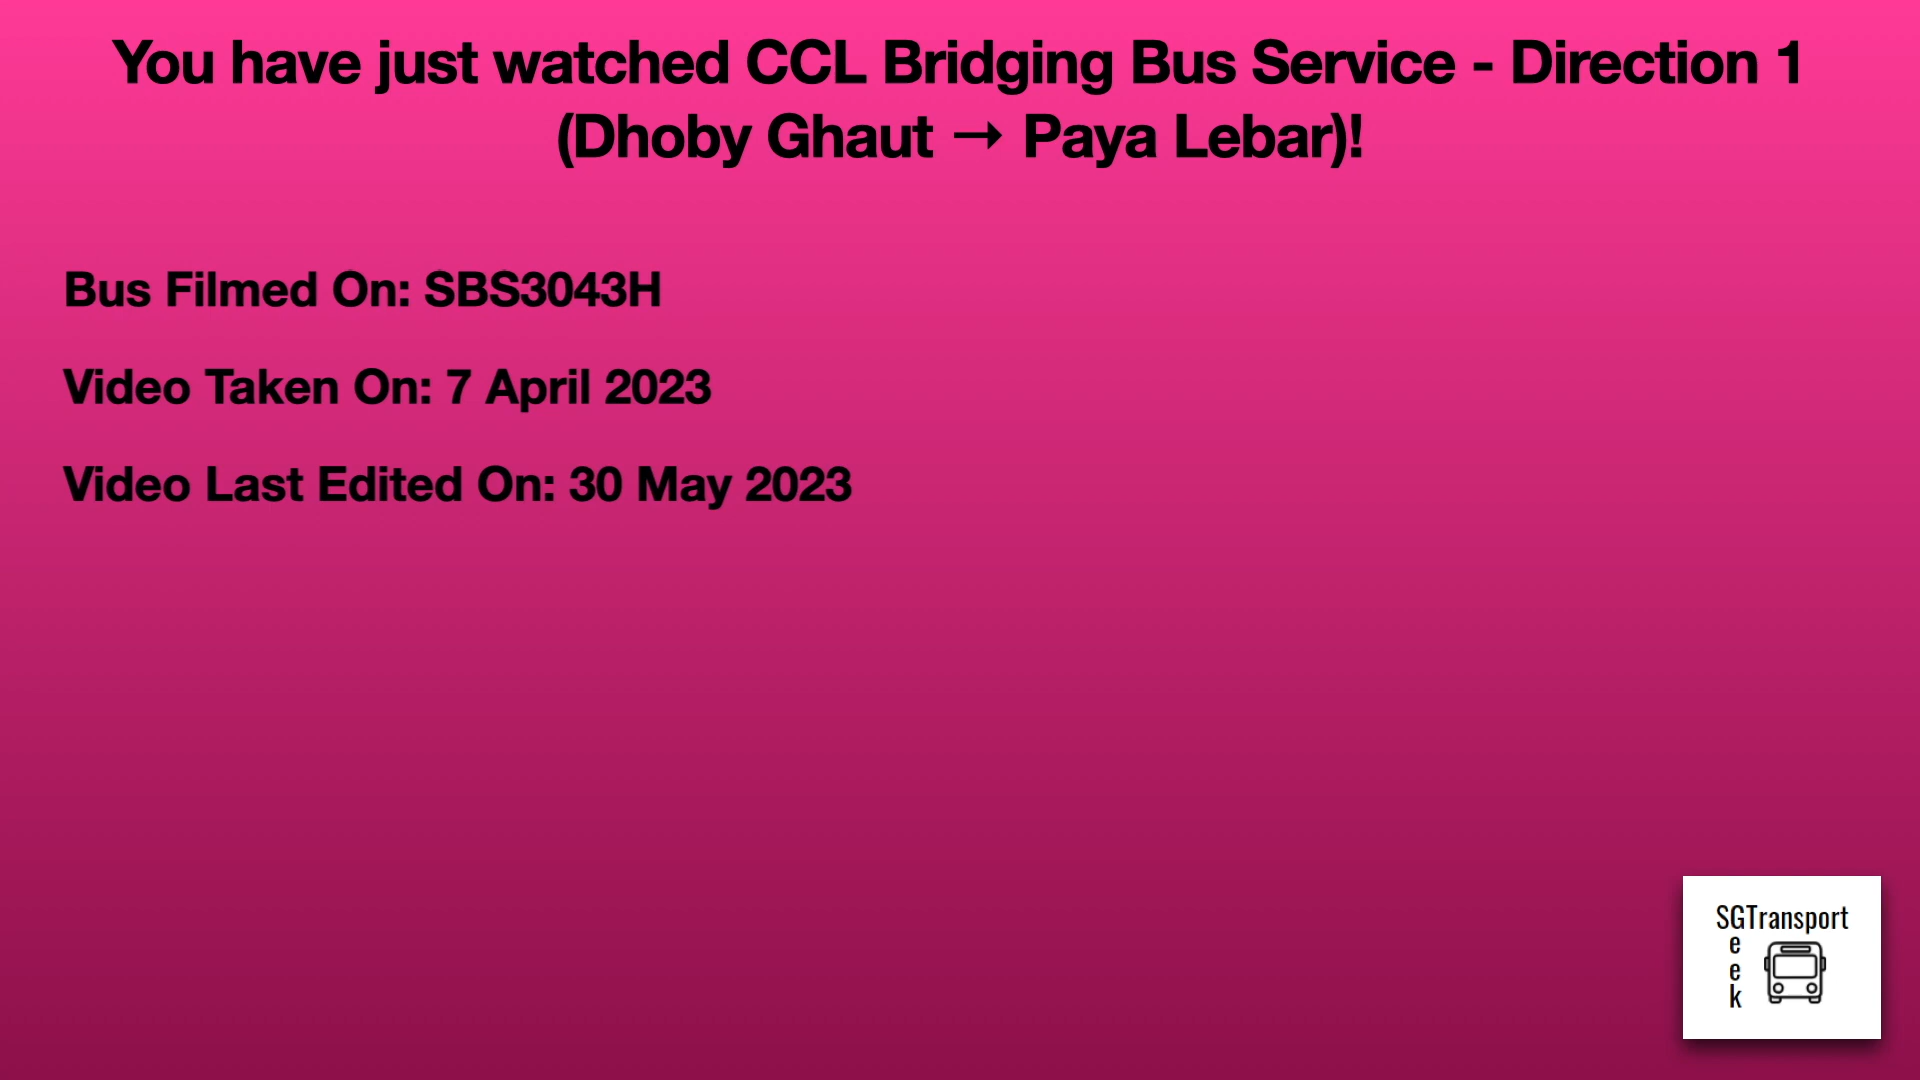 You have just watched CCL Bridging Bus Service - Direction 1
(Dhoby Ghaut → Paya Lebar)!
Bus Filmed On: SBS3043H
Video Taken On: 7 April 2023
Video Last Edited On: 30 May 2023
SGTransport
e
e
k